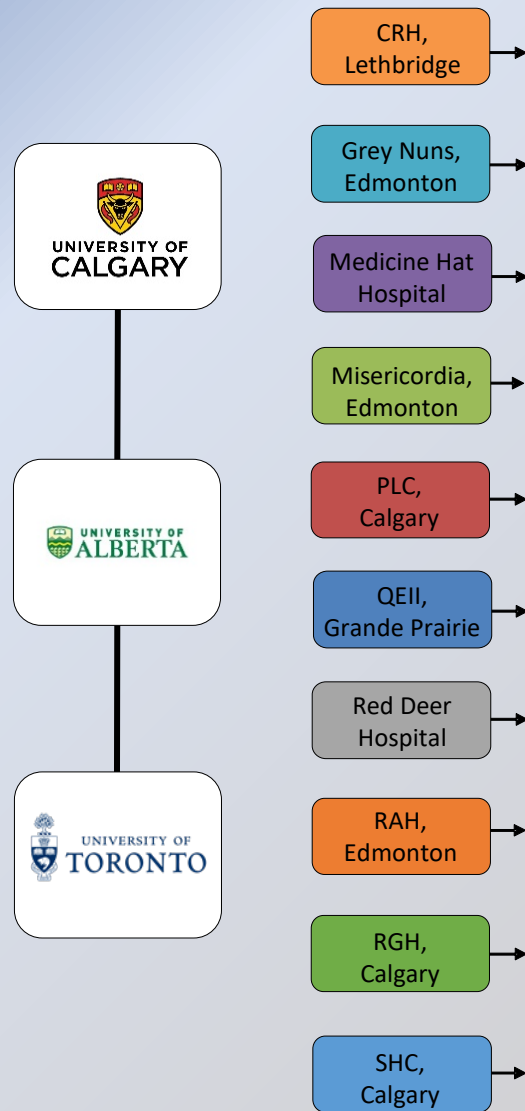 UNIVERSITY OF
CALGARY
UNIVERSITY OF
ALBERTA
UNIVERSITY OF
TORONTO
CRH,
Lethbridge
Grey Nuns,
Edmonton
Medicine Hat
Hospital
Misericordia,
Edmonton
PLC,
Calgary
QEII,
Grande Prairie
Red Deer
Hospital
RAH,
Edmonton
RGH,
Calgary
SHC,
Calgary